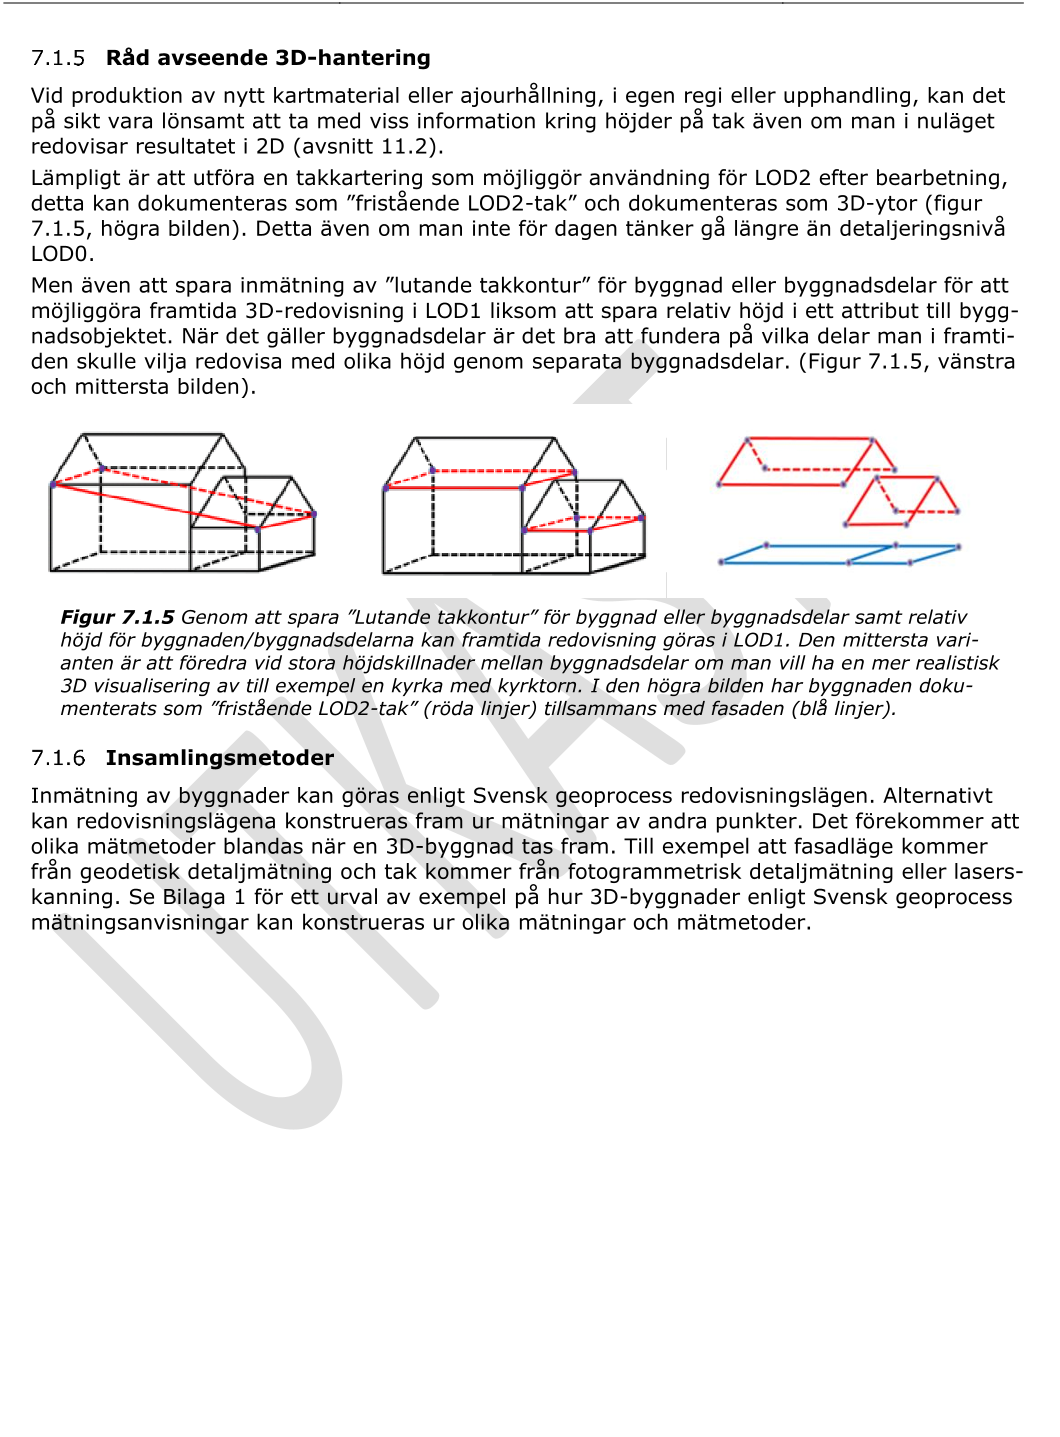 7.1.5 Råd avseende 3D-hantering
Vid produktion av nytt kartmaterial eller ajourhållning, i egen regi eller upphandling, kan det
på sikt vara lönsamt att ta med viss information kring höjder på tak även om man i nuläget
redovisar resultatet i 2D (avsnitt 11.2).
Lämpligt är att utföra en takkartering som möjliggör användning för LOD2 efter bearbetning,
detta kan dokumenteras som ”fristående LOD2-tak” och dokumenteras som 3D-ytor (figur
7.1.5, högra bilden). Detta även om man inte för dagen tänker gå längre än detaljeringsnivå
LOD0.
Men även att spara inmätning av ”lutande takkontur” för byggnad eller byggnadsdelar för att
möjliggöra framtida 3D-redovisning i LOD1 liksom att spara relativ höjd i ett attribut till bygg-
nadsobjektet. När det gäller byggnadsdelar är det bra att fundera på vilka delar man i framti-
den skulle vilja redovisa med olika höjd genom separata byggnadsdelar. (Figur 7.1.5, vänstra
och mittersta bilden).
Figur 7.1.5 Genom att spara ”Lutande takkontur” för byggnad eller byggnadsdelar samt relativ
höjd för byggnaden/byggnadsdelarna kan framtida redovisning göras i LOD1. Den mittersta vari-
anten är att föredra vid stora höjdskillnader mellan byggnadsdelar om man vill ha en mer realistisk
3D visualisering av till exempel en kyrka med kyrktorn. I den högra bilden har byggnaden doku-
menterats som ”fristående LOD2-tak” (röda linjer) tillsammans med fasaden (blå linjer).
7.1.6 Insamlingsmetoder
Inmätning av byggnader kan göras enligt Svensk geoprocess redovisningslägen. Alternativt
kan redovisningslägena konstrueras fram ur mätningar av andra punkter. Det förekommer att
olika mätmetoder blandas när en 3D-byggnad tas fram. Till exempel att fasadläge kommer
från geodetisk detaljmätning och tak kommer från fotogrammetrisk detaljmätning eller lasers-
kanning. Se Bilaga 1 för ett urval av exempel på hur 3D-byggnader enligt Svensk geoprocess
mätningsanvisningar kan konstrueras ur olika mätningar och mätmetoder.
UTKAST